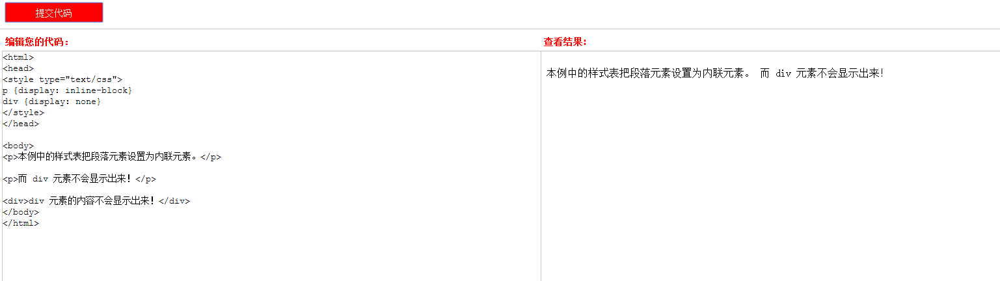 提交代码
编辑您的代码：
查看结果:
<html>
<head>
<style type="text/css">
p {display: inline-block}
div {display: none}
</style>
</head>
<body>
<p>本例中的样式表把段落元素设置为内联元素。</p>
<p>而 div 元素不会显示出来！</p>
<div>div 元素的内容不会显示出来！</div>
</body>
</html>
本例中的样式表把段落元素设置为内联元素。 而 div 元素不会显示出来！